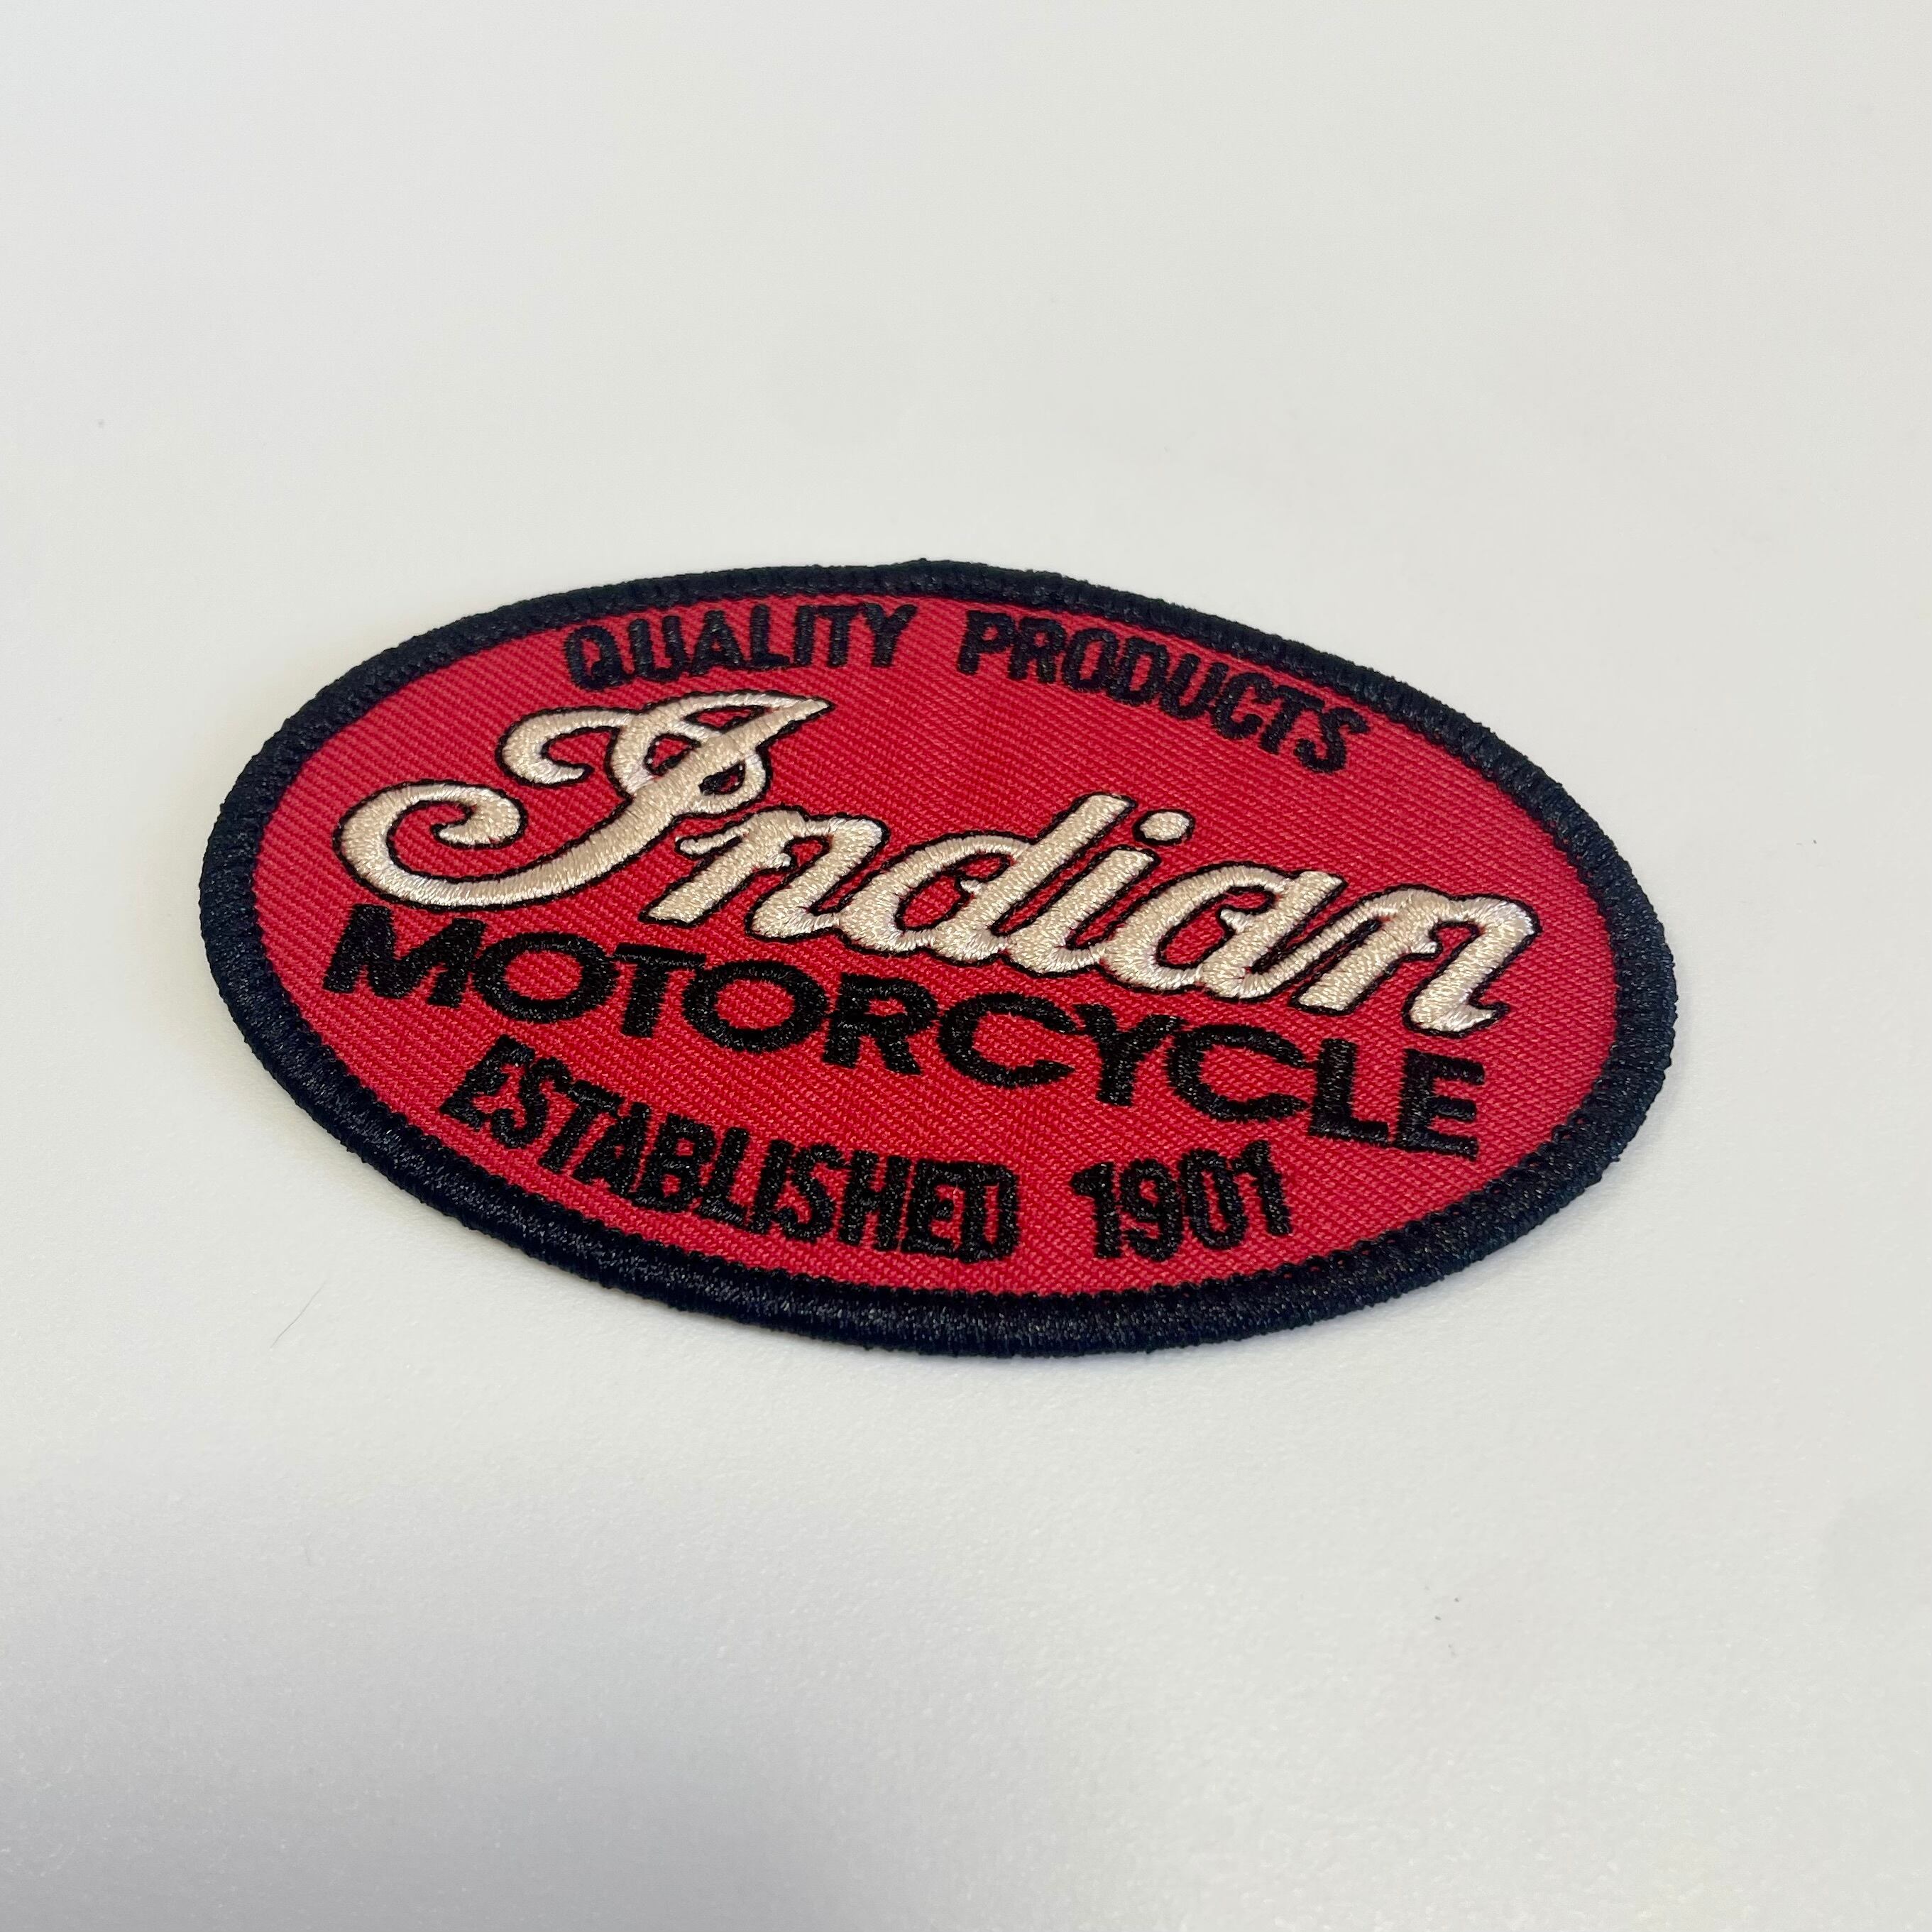 QUALITY PRODUCTS
Indian
MOTORCYCLE
ESTABLISHED 1901